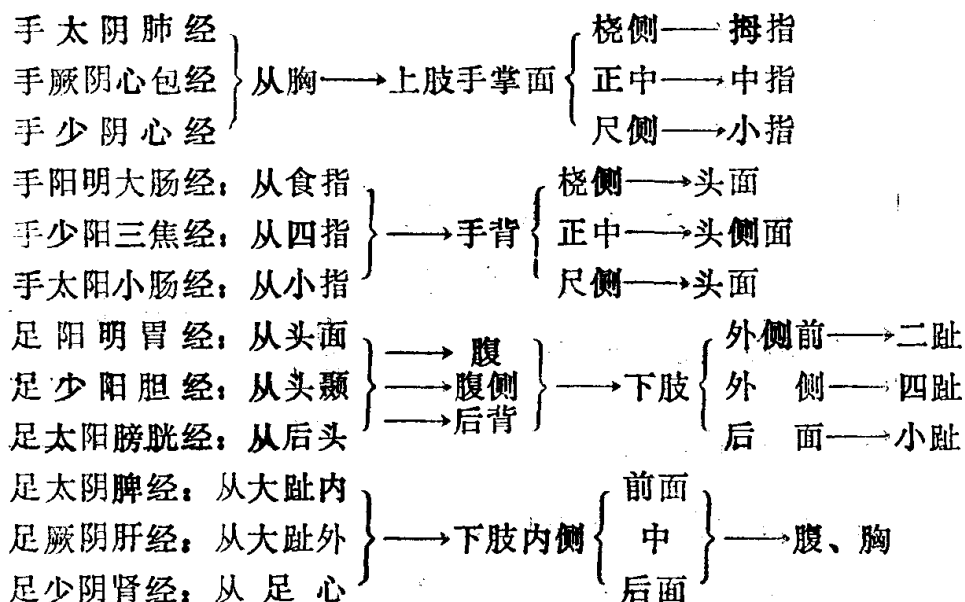 手太阴肺经 桡侧——拇指
手厥阴心包经 从胸→上肢手掌面 正中→中指
手少阴心经 尺侧→小指
手阳明大肠经：从食指 桡侧→头面
手少阳三焦经：从四指 →手背 正中→头侧面
手太阳小肠经：从小指 尺侧→头面
足阳明胃经：从头面 →腹 外侧前→二趾
足少阳胆经：从头颞 →腹侧 →下肢 外侧→四趾
足太阳膀胱经：从后头 →后背 后面→小趾
足太阴脾经：从大趾内 前面
足厥阴肝经：从大趾外 →下肢内侧 中 →腹、胸
足少阴肾经：从足心 后面